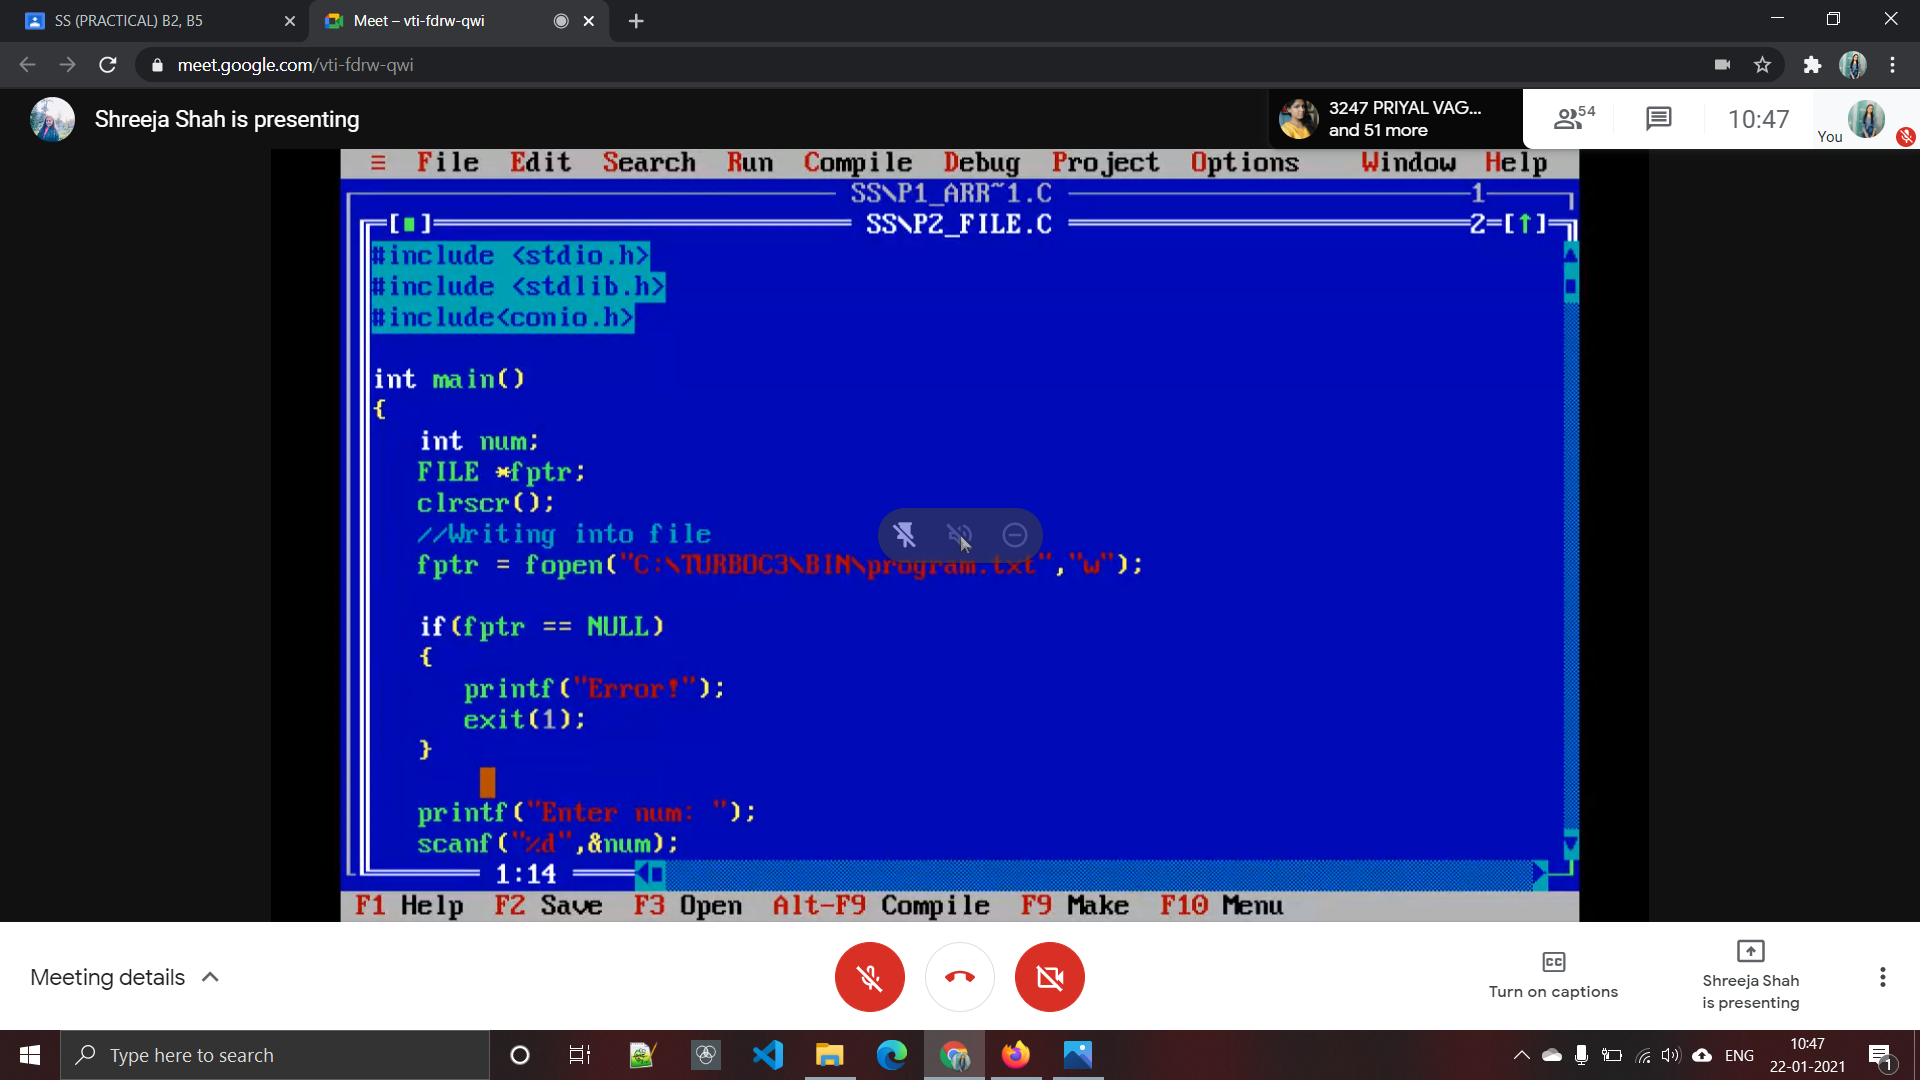 SS (PRACTICAL) B2, B5
Meet – vti-fdrw-qwi
meet.google.com/vti-fdrw-qwi
Shreeja Shah is presenting
3247 PRIYAL VAG...
and 51 more
54
10:47
You
≡ File Edit Search Run Compile Debug Project Options Window Help
SS\P1_ARR~1.C 1
SS\P2_FILE.C 2=[↑]
#include <stdio.h>
#include <stdlib.h>
#include<conio.h>
int main()
{
int num;
FILE *fptr;
clrscr();
//Writing into file
fptr = fopen("C:\TURBOC3\BIN\program.txt","w");
if(fptr == NULL)
{
printf("Error!");
exit(1);
}
printf("Enter num: ");
scanf("%d",&num);
1:14
F1 Help F2 Save F3 Open Alt-F9 Compile F9 Make F10 Menu
Meeting details
CC
Turn on captions
Shreeja Shah
is presenting
Type here to search
ENG
10:47
22-01-2021
1